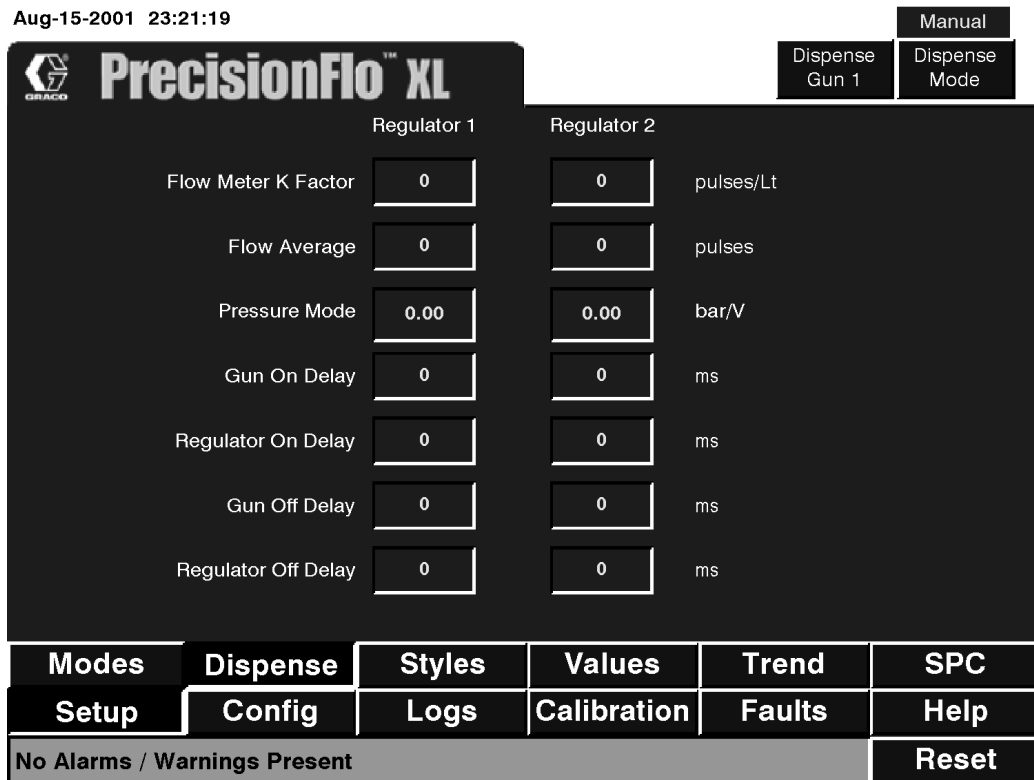 Aug-15-2001 23:21:19
Manual
Dispense Gun 1
Dispense Mode
GRACO
PrecisionFlo™ XL
Regulator 1 Regulator 2
Flow Meter K Factor 0 0 pulses/Lt
Flow Average 0 0 pulses
Pressure Mode 0.00 0.00 bar/V
Gun On Delay 0 0 ms
Regulator On Delay 0 0 ms
Gun Off Delay 0 0 ms
Regulator Off Delay 0 0 ms
Modes Dispense Styles Values Trend SPC
Setup Config Logs Calibration Faults Help
No Alarms / Warnings Present Reset